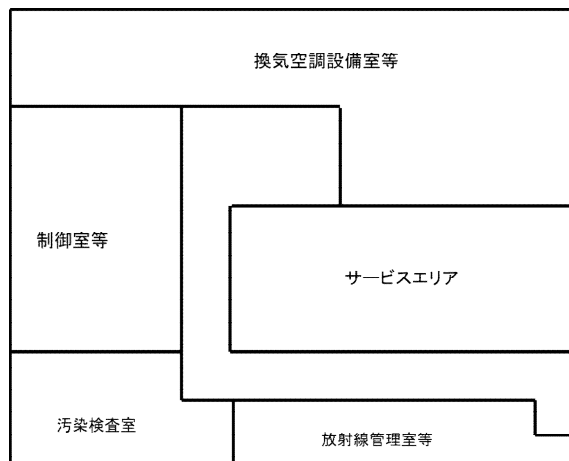 換気空調設備室等
制御室等
サービスエリア
汚染検査室
放射線管理室等